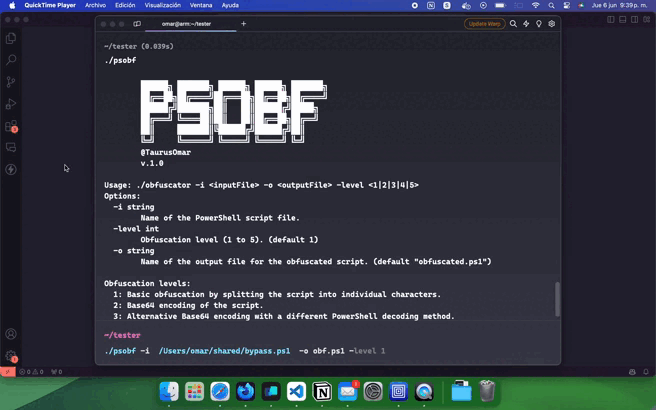 QuickTime Player Archivo Edición Visualización Ventana Ayuda Jue 6 jun 9:39 p. m.
omar@arm:~/tester + Update Warp
~/tester (0.039s)
./psobf
PSOBF
@TaurusOmar
v.1.0
Usage: ./obfuscator -i <inputFile> -o <outputFile> -level <1|2|3|4|5>
Options:
-i string
Name of the PowerShell script file.
-level int
Obfuscation level (1 to 5). (default 1)
-o string
Name of the output file for the obfuscated script. (default "obfuscated.ps1")
Obfuscation levels:
1: Basic obfuscation by splitting the script into individual characters.
2: Base64 encoding of the script.
3: Alternative Base64 encoding with a different PowerShell decoding method.
~/tester
./psobf -i /Users/omar/shared/bypass.ps1 -o obf.ps1 -level 1
0 0 0